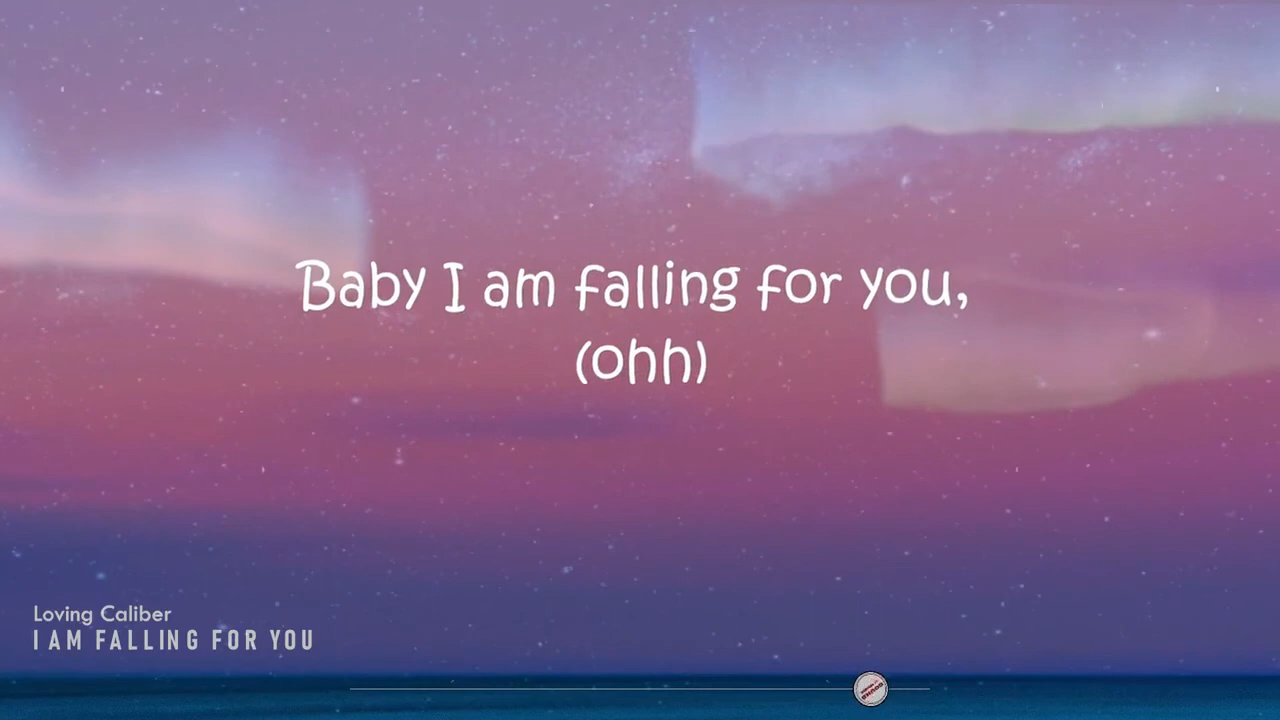 Baby I am falling for you,
(ohh)
Loving Caliber
I AM FALLING FOR YOU